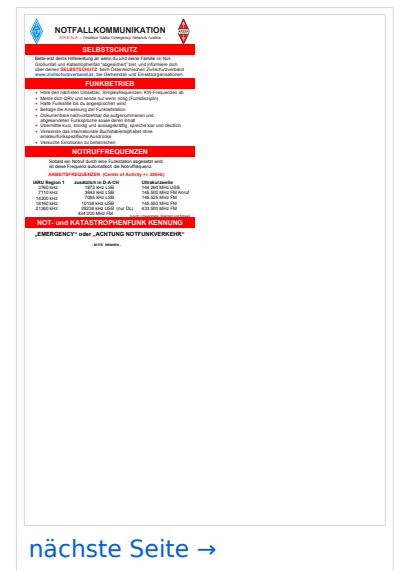 NOTFALLKOMMUNIKATION
A.R.E.N.A. – Amateur Radio Emergency Network Austria
SELBSTSCHUTZ
Biete erst deine Hilfeleistung an wenn du und deine Familie im Not-,
Großunfall und Katastrophenfall "abgesichert" bist, und informiere dich
über deinen SELBSTSCHUTZ beim Österreichischen Zivilschutzverband
www.zivilschutzverband.at, bei Gemeinden und Einsatzorganisationen.
FUNKBETRIEB
• Höre den nächsten Umsetzer, Simplexfrequenzen, KW-Frequenzen ab
• Melde dich QRV und sende nur wenn nötig (Funkdisziplin)
• Halte Funkstille bis du angesprochen wirst
• Befolge die Anweisung der Funkleitstation
• Dokumentiere nachvollziehbar die aufgenommenen und
abgesendeten Funksprüche sowie deren Inhalt
• Übermittle kurz, bündig und aussagekräftig, spreche klar und deutlich
• Verwende das internationale Buchstabieralphabet ohne
amateurfunkspezifische Ausdrücke
• Versuche Emotionen zu beherrschen
NOTRUFFREQUENZEN
Sobald ein Notruf durch eine Funkstation abgesetzt wird,
ist diese Frequenz automatisch die Notruffrequenz
ARBEITSFREQUENZEN (Center of Activity +/- 20kHz)
IARU Region 1 zusätzlich in D-A-CH Ultrakurzwelle
3760 kHz 1873 kHz LSB 144.260 MHz USB
7110 kHz 3643 kHz LSB 145.500 MHz FM Anruf
14300 kHz 7085 kHz LSB 145.525 MHz FM
18160 kHz 10138 kHz USB 145.550 MHz FM
21360 kHz 28238 kHz USB (nur DL) 433.500 MHz FM
434.000 MHz FM
NOT- und KATASTROPHENFUNK KENNUNG
„EMERGENCY“ oder „ACHTUNG NOTFUNKVERKEHR“
- BITTE WENDEN -
nächste Seite →